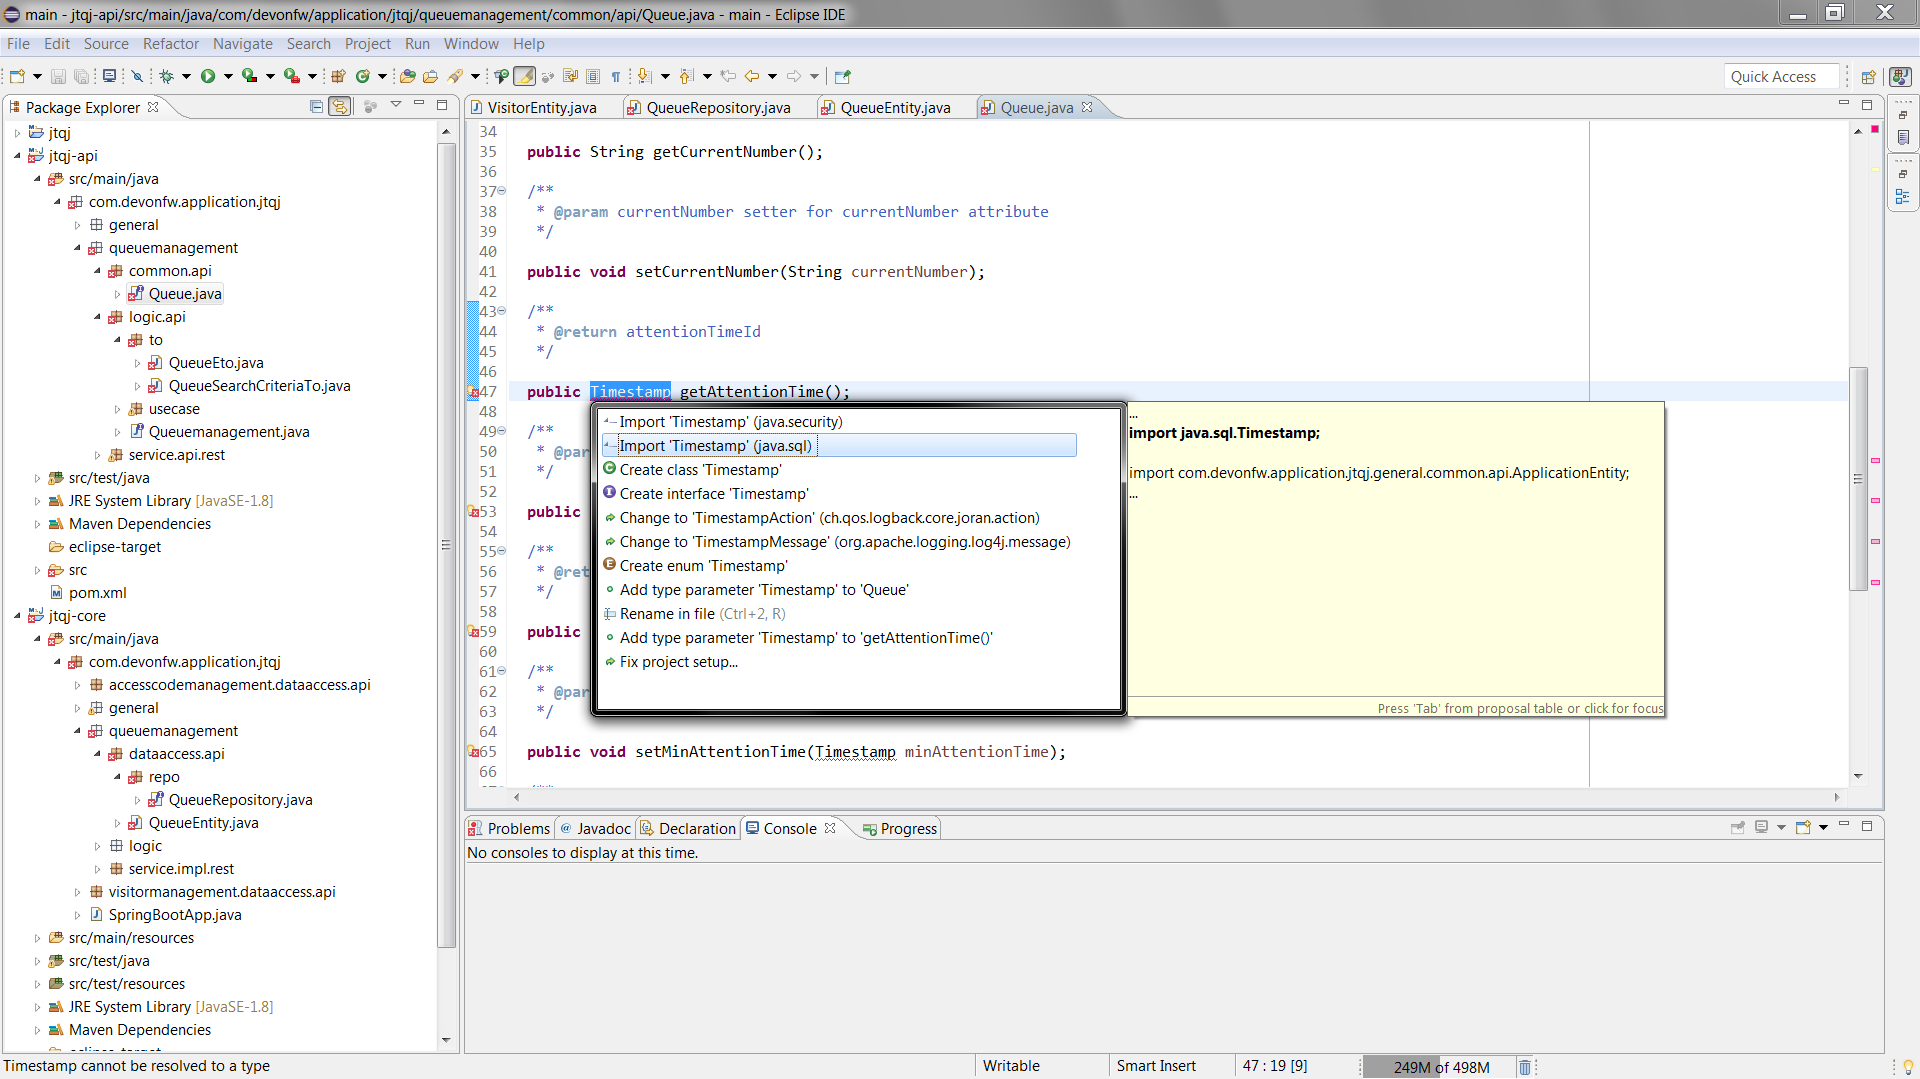 main - jtqj-api/src/main/java/com/devonfw/application/jtqj/queuemanagement/common/api/Queue.java - main - Eclipse IDE
File Edit Source Refactor Navigate Search Project Run Window Help
Quick Access
Package Explorer
jtqj
jtqj-api
src/main/java
com.devonfw.application.jtqj
general
queuemanagement
common.api
Queue.java
logic.api
to
QueueEto.java
QueueSearchCriteriaTo.java
usecase
Queuemanagement.java
service.api.rest
src/test/java
JRE System Library [JavaSE-1.8]
Maven Dependencies
eclipse-target
src
pom.xml
jtqj-core
src/main/java
com.devonfw.application.jtqj
accesscodemanagement.dataaccess.api
general
queuemanagement
dataaccess.api
repo
QueueRepository.java
QueueEntity.java
logic
service.impl.rest
visitormanagement.dataaccess.api
SpringBootApp.java
src/main/resources
src/test/java
src/test/resources
JRE System Library [JavaSE-1.8]
Maven Dependencies
VisitorEntity.java QueueRepository.java QueueEntity.java Queue.java
34
35 public String getCurrentNumber();
36
37 /**
38 * @param currentNumber setter for currentNumber attribute
39 */
40
41 public void setCurrentNumber(String currentNumber);
42
43 /**
44 * @return attentionTimeId
45 */
46
47 public Timestamp getAttentionTime();
48
49 /**
50 * @par
51 */
52
53 public
54
55 /**
56 * @ret
57 */
58
59 public
60
61 /**
62 * @par
63 */
64
65 public void setMinAttentionTime(Timestamp minAttentionTime);
66
Import 'Timestamp' (java.security)
Import 'Timestamp' (java.sql)
Create class 'Timestamp'
Create interface 'Timestamp'
Change to 'TimestampAction' (ch.qos.logback.core.joran.action)
Change to 'TimestampMessage' (org.apache.logging.log4j.message)
Create enum 'Timestamp'
Add type parameter 'Timestamp' to 'Queue'
Rename in file (Ctrl+2, R)
Add type parameter 'Timestamp' to 'getAttentionTime()'
Fix project setup...
...
import java.sql.Timestamp;
import com.devonfw.application.jtqj.general.common.api.ApplicationEntity;
...
Press 'Tab' from proposal table or click for focus
Problems Javadoc Declaration Console Progress
No consoles to display at this time.
Timestamp cannot be resolved to a type
Writable
Smart Insert
47 : 19 [9]
249M of 498M